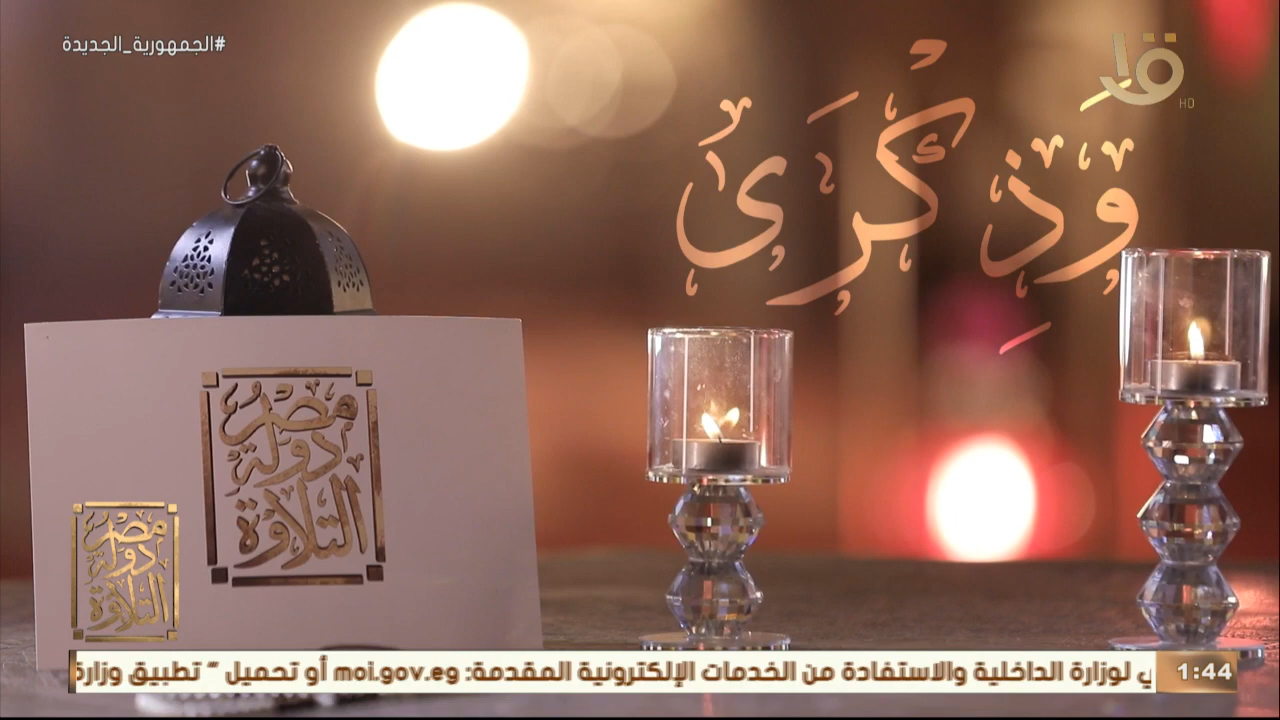 #الجمهورية_الجديدة
HD
وَذِكْرَىٰ
مصر
دولة
التلاوة
مصر
دولة
التلاوة
ي لوزارة الداخلية والاستفادة من الخدمات الإلكترونية المقدمة: moi.gov.eg أو تحميل " تطبيق وزارة
1:44